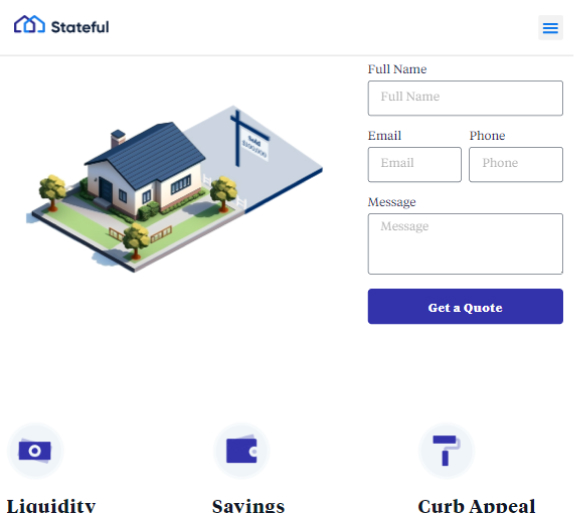 Stateful
Full Name
Full Name
Email Phone
Email Phone
Message
Message
Get a Quote
Liquidity Savings Curb Appeal